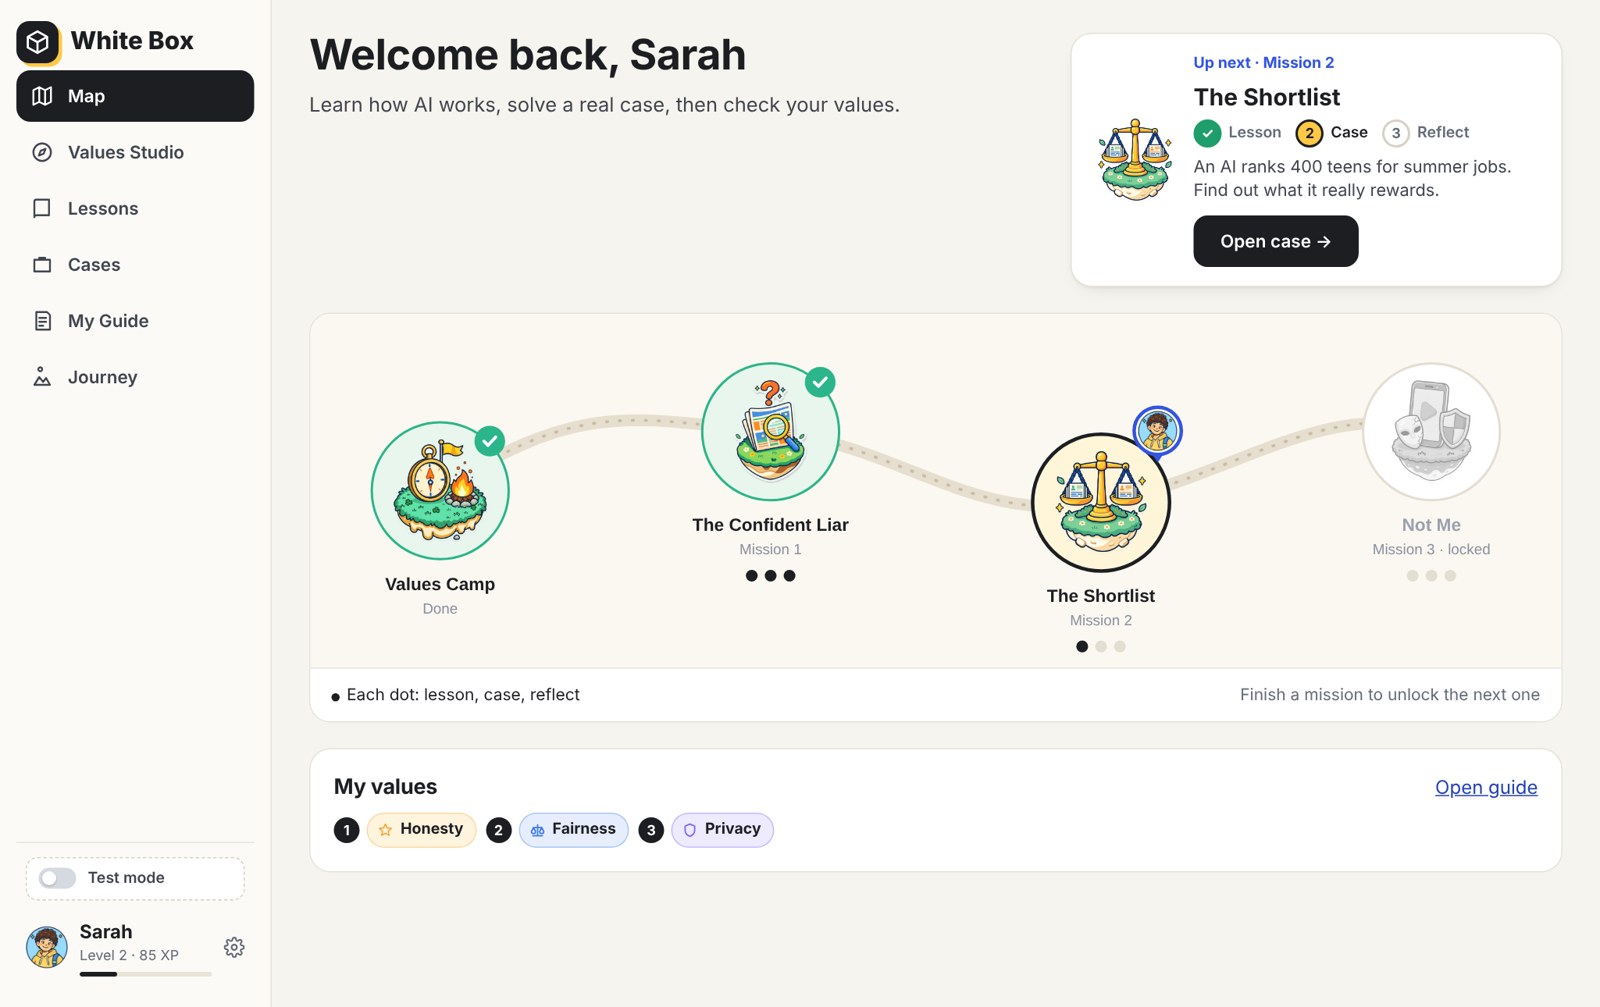 White Box
Map
Values Studio
Lessons
Cases
My Guide
Journey
Test mode
Sarah
Level 2 · 85 XP
Welcome back, Sarah
Learn how AI works, solve a real case, then check your values.
Up next · Mission 2
The Shortlist
Lesson 2 Case 3 Reflect
An AI ranks 400 teens for summer jobs.
Find out what it really rewards.
Open case →
Values Camp
Done
?
The Confident Liar
Mission 1
The Shortlist
Mission 2
Not Me
Mission 3 · locked
Each dot: lesson, case, reflect
Finish a mission to unlock the next one
My values
Open guide
1 Honesty 2 Fairness 3 Privacy